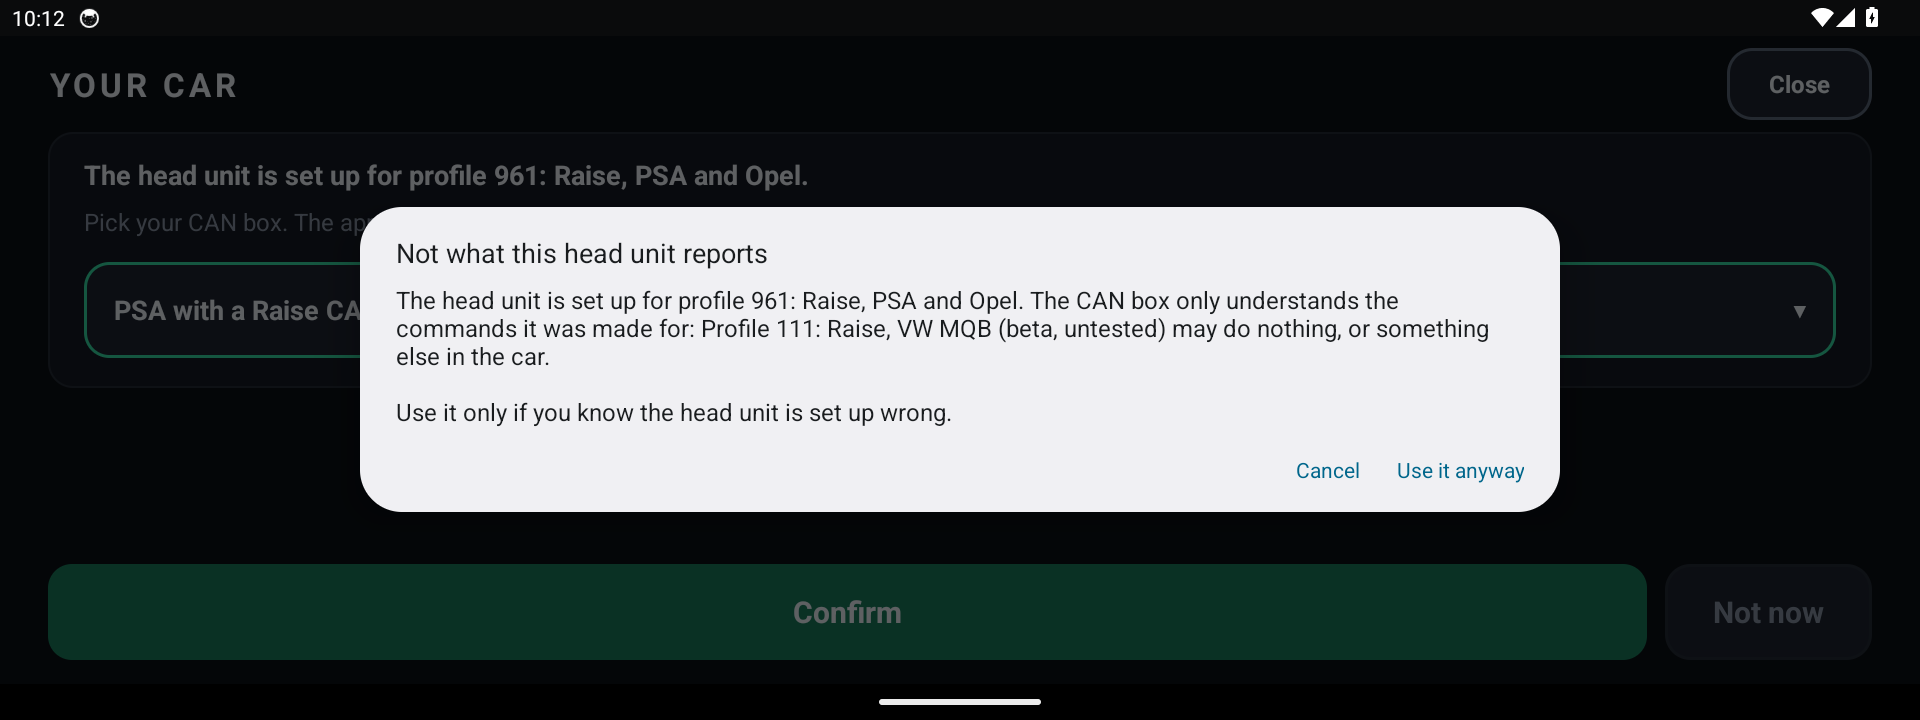 10:12
YOUR CAR
Close
The head unit is set up for profile 961: Raise, PSA and Opel.
Pick your CAN box. The
Not what this head unit reports
The head unit is set up for profile 961: Raise, PSA and Opel. The CAN box only understands the
commands it was made for: Profile 111: Raise, VW MQB (beta, untested) may do nothing, or something
else in the car.
Use it only if you know the head unit is set up wrong.
Cancel
Use it anyway
PSA with a Raise
Confirm
Not now